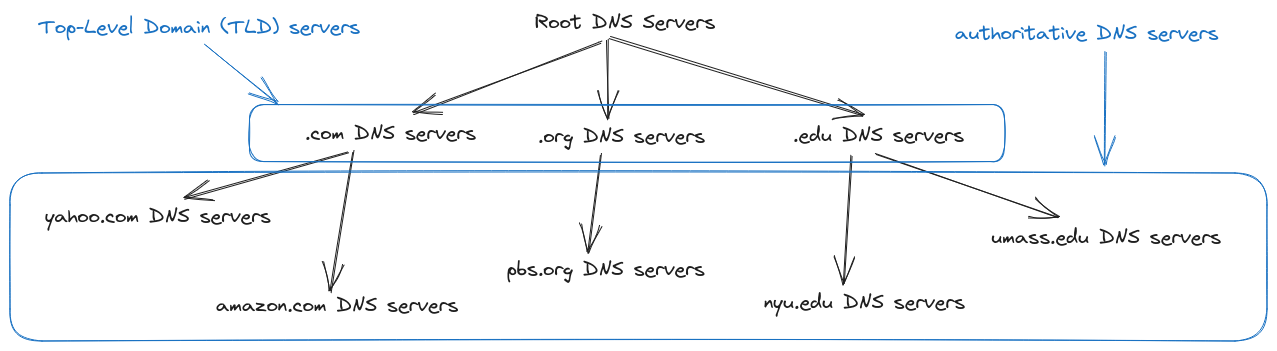 Top-Level Domain (TLD) servers
Root DNS Servers
authoritative DNS servers
.com DNS servers
.org DNS servers
.edu DNS servers
yahoo.com DNS servers
umass.edu DNS servers
pbs.org DNS servers
amazon.com DNS servers
nyu.edu DNS servers